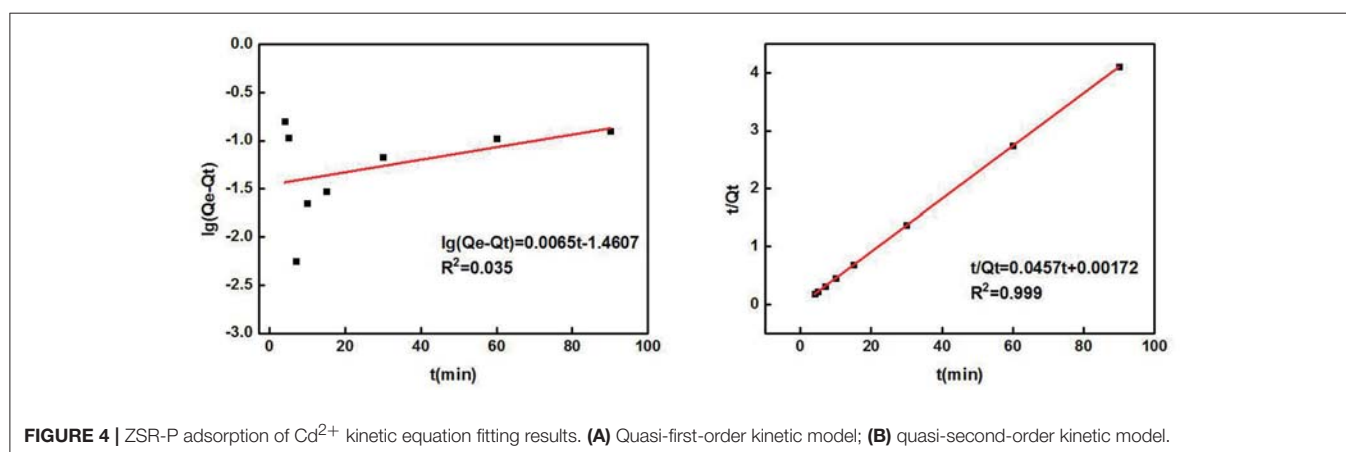 0.0
-0.5
-1.0
-1.5
-2.0
-2.5
-3.0
lg(Qe-Qt)
lg(Qe-Qt)=0.0065t-1.4607
R²=0.035
0 20 40 60 80 100
t(min)
4
3
2
1
0
t/Qt
t/Qt=0.0457t+0.00172
R²=0.999
0 20 40 60 80 100
t(min)
FIGURE 4 | ZSR-P adsorption of Cd²⁺ kinetic equation fitting results. (A) Quasi-first-order kinetic model; (B) quasi-second-order kinetic model.